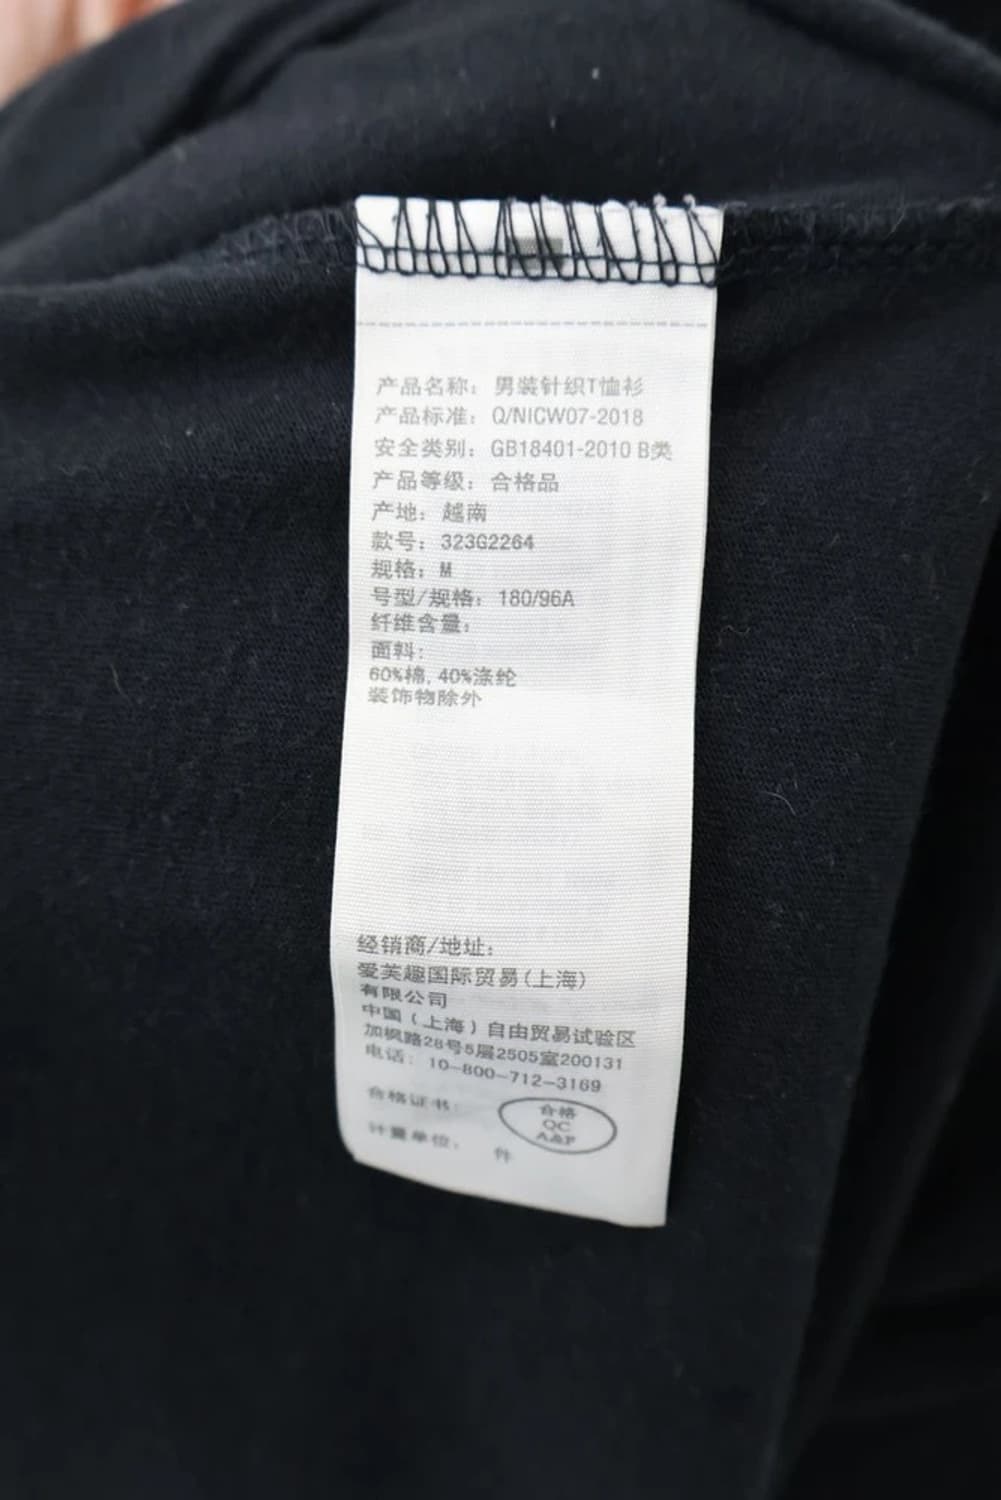 产品名称：男装针织T恤衫
产品标准：Q/NICW07-2018
安全类别：GB18401-2010 B类
产品等级：合格品
产地：越南
款号：323G2264
规格：M
号型/规格：180/96A
纤维含量：
面料：
60%棉,40%涤纶
装饰物除外
经销商/地址：
爱芙趣国际贸易(上海)
有限公司
中国（上海）自由贸易试验区
加枫路28号5层2505室200131
电话：10-800-712-3169
合格证书：
合格
QC
A&F
计量单位：件